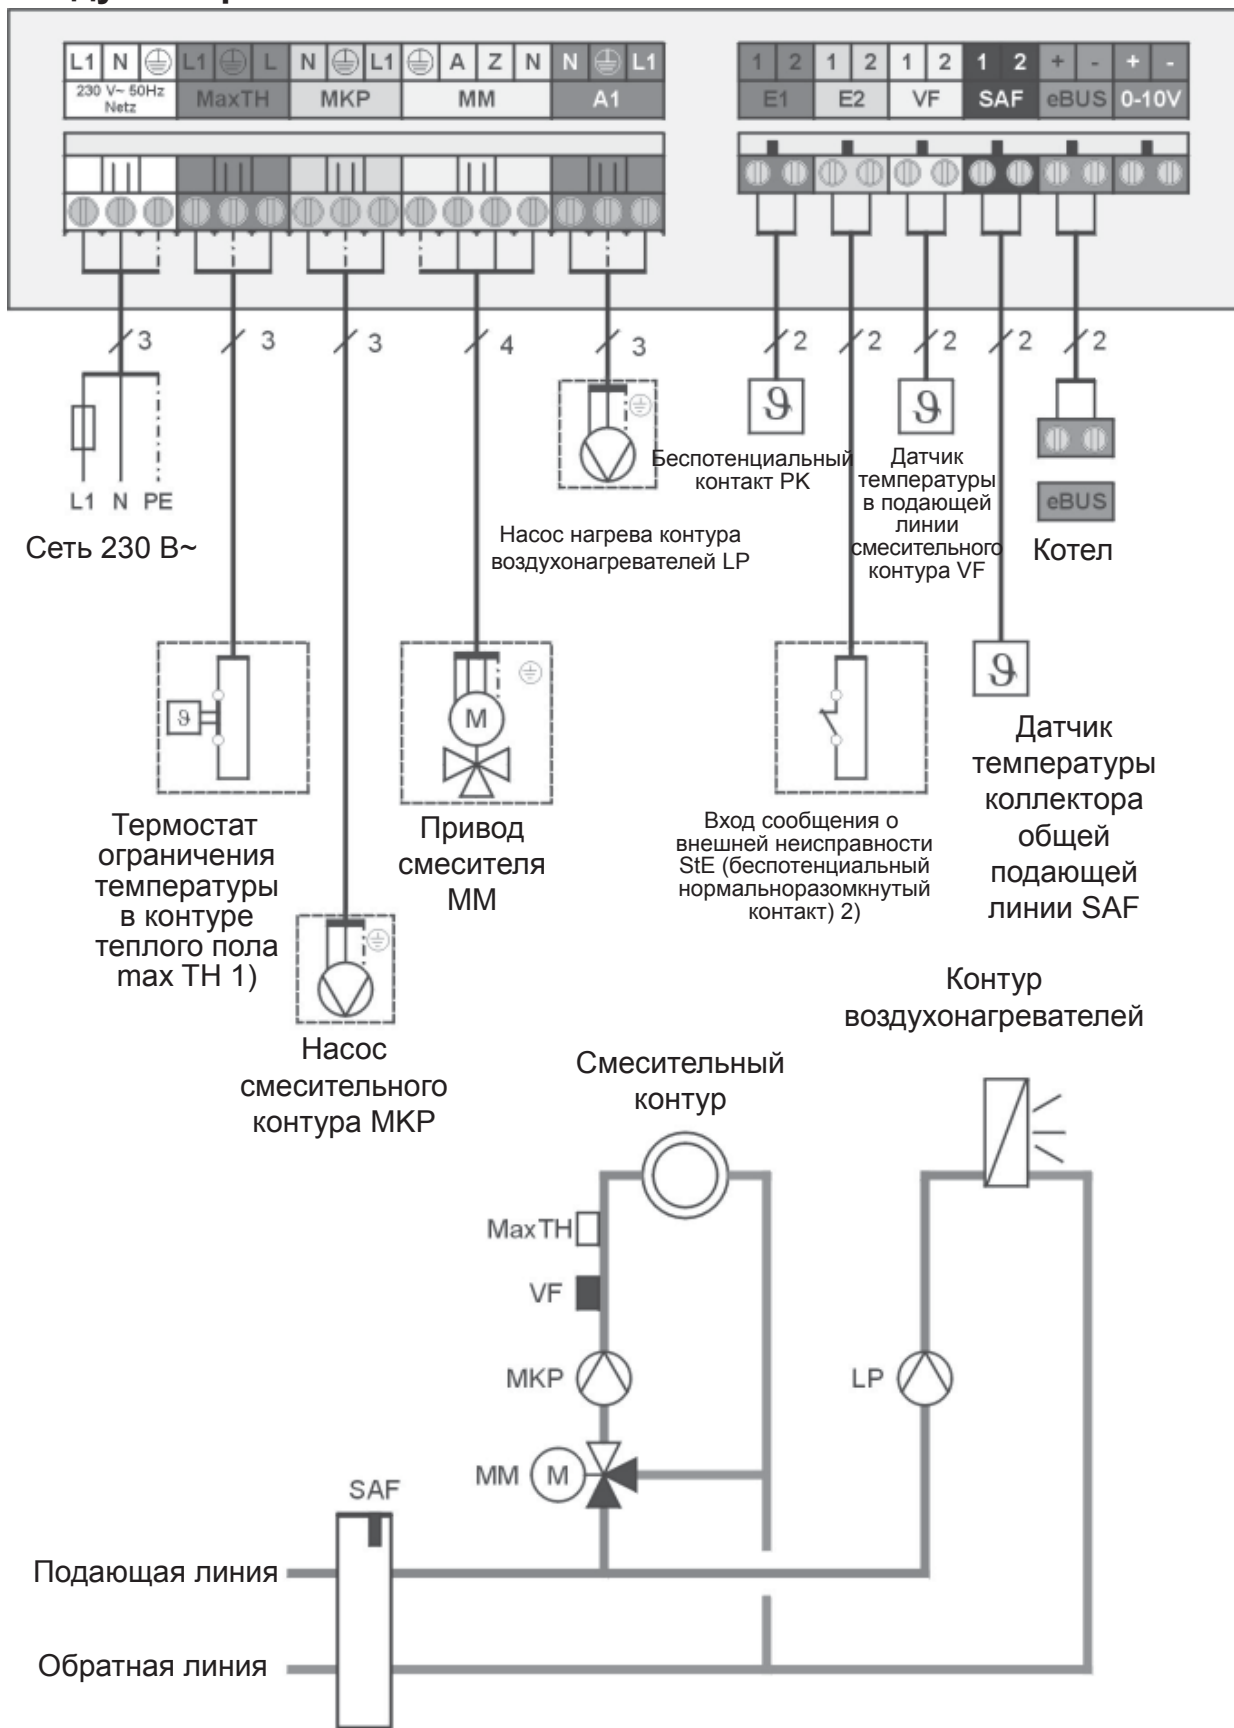 L1 N L1 L N L1 A Z N N L1
230 V~ 50Hz
Netz
MaxTH MKP MM A1
1 2 1 2 1 2 1 2 + - + -
E1 E2 VF SAF eBUS 0-10V
3 3 3 4 3 2 2 2 2 2
L1 N PE
Сеть 230 В~
Насос нагрева контура
воздухонагревателей LP
ϑ
Беспотенциальный
контакт РК
ϑ
Датчик
температуры
в подающей
линии
смесительного
контура VF
eBUS
Котел
ϑ
Термостат
ограничения
температуры
в контуре
теплого пола
max TH 1)
M
Привод
смесителя
ММ
Вход сообщения о
внешней неисправности
StE (беспотенциальный
нормальноразомкнутый
контакт) 2)
ϑ
Датчик
температуры
коллектора
общей
подающей
линии SAF
Насос
смесительного
контура МКР
Смесительный
контур
Контур
воздухонагревателей
MaxTH
VF
MKP
LP
MM M
SAF
Подающая линия
Обратная линия